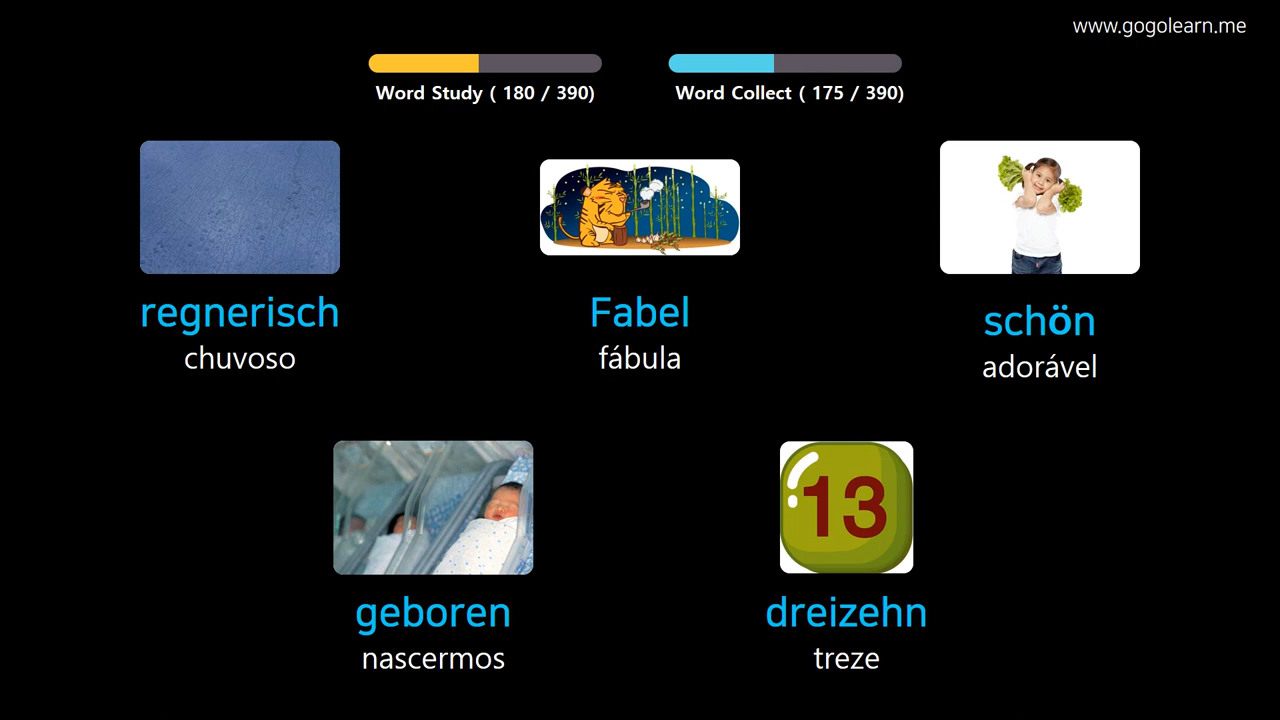 www.gogolearn.me
Word Study ( 180 / 390)
Word Collect ( 175 / 390)
regnerisch
chuvoso
Fabel
fábula
schön
adorável
geboren
nascermos
13
dreizehn
treze